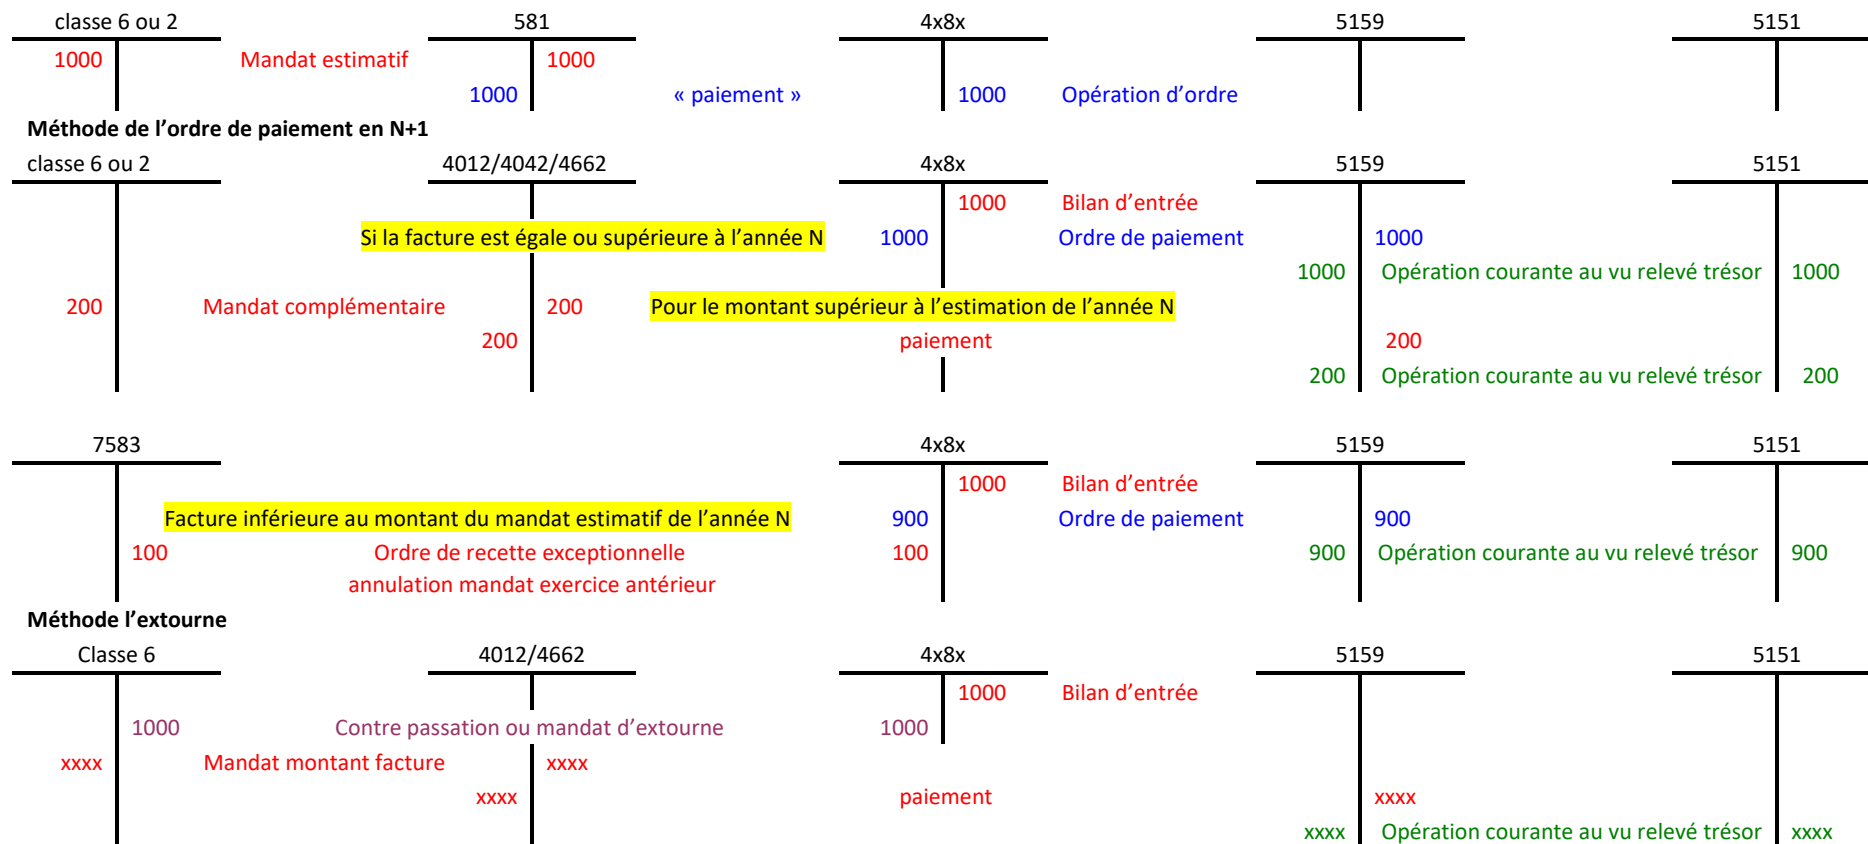 classe 6 ou 2 581 4x8x 5159 5151
1000 Mandat estimatif 1000
1000 « paiement » 1000 Opération d’ordre
Méthode de l’ordre de paiement en N+1
classe 6 ou 2 4012/4042/4662 4x8x 5159 5151
1000 Bilan d’entrée
Si la facture est égale ou supérieure à l’année N 1000 Ordre de paiement 1000
1000 Opération courante au vu relevé trésor 1000
200 Mandat complémentaire 200 Pour le montant supérieur à l’estimation de l’année N
200 paiement 200
200 Opération courante au vu relevé trésor 200
7583 4x8x 5159 5151
1000 Bilan d’entrée
Facture inférieure au montant du mandat estimatif de l’année N 900 Ordre de paiement 900
100 Ordre de recette exceptionnelle 100 900 Opération courante au vu relevé trésor 900
annulation mandat exercice antérieur
Méthode l’extourne
Classe 6 4012/4662 4x8x 5159 5151
1000 Bilan d’entrée
1000 Contre passation ou mandat d’extourne 1000
xxxx Mandat montant facture xxxx
xxxx paiement xxxx
xxxx Opération courante au vu relevé trésor xxxx